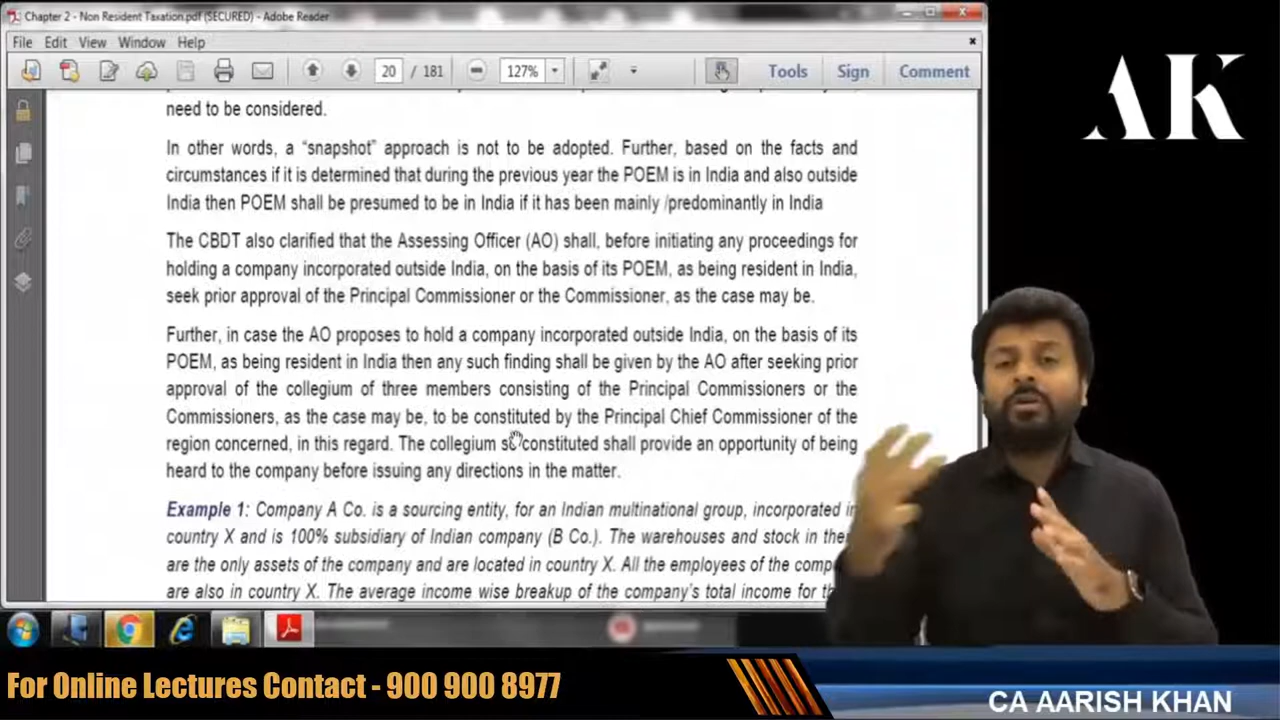 Chapter 2 - Non Resident Taxation.pdf (SECURED) - Adobe Reader
File Edit View Window Help
20 / 181 127% Tools Sign Comment
AK
need to be considered.
In other words, a “snapshot” approach is not to be adopted. Further, based on the facts and
circumstances if it is determined that during the previous year the POEM is in India and also outside
India then POEM shall be presumed to be in India if it has been mainly /predominantly in India
The CBDT also clarified that the Assessing Officer (AO) shall, before initiating any proceedings for
holding a company incorporated outside India, on the basis of its POEM, as being resident in India,
seek prior approval of the Principal Commissioner or the Commissioner, as the case may be.
Further, in case the AO proposes to hold a company incorporated outside India, on the basis of its
POEM, as being resident in India then any such finding shall be given by the AO after seeking prior
approval of the collegium of three members consisting of the Principal Commissioners or the
Commissioners, as the case may be, to be constituted by the Principal Chief Commissioner of the
region concerned, in this regard. The collegium so constituted shall provide an opportunity of being
heard to the company before issuing any directions in the matter.
Example 1: Company A Co. is a sourcing entity, for an Indian multinational group, incorporated in
country X and is 100% subsidiary of Indian company (B Co.). The warehouses and stock in
are the only assets of the company and are located in country X. All the employees of the
are also in country X. The average income wise breakup of the company's total income for
For Online Lectures Contact - 900 900 8977
CA AARISH KHAN